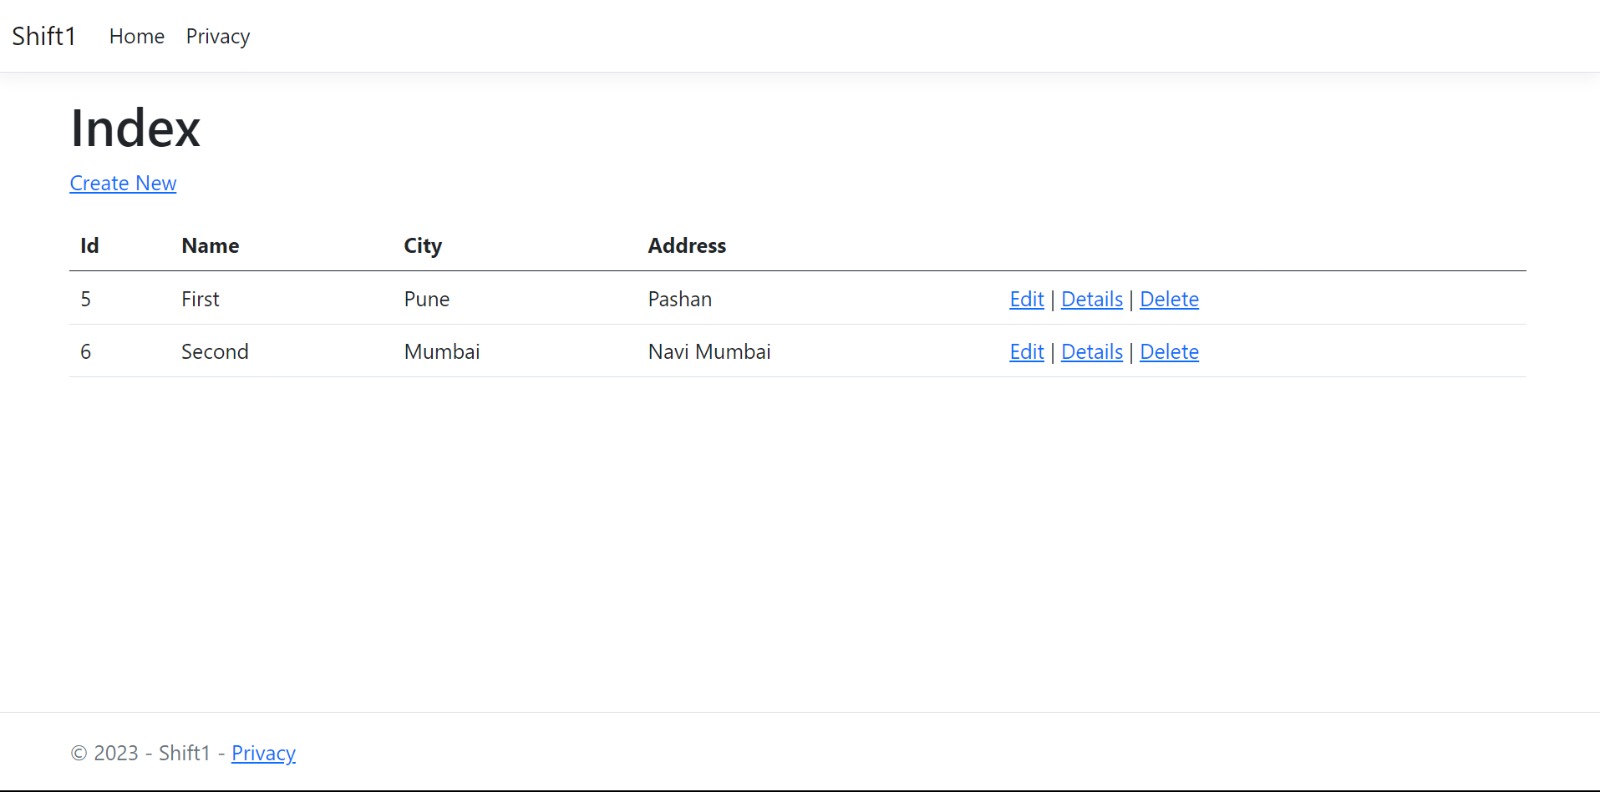 Shift1 Home Privacy
Index
Create New
Id Name City Address
5 First Pune Pashan Edit | Details | Delete
6 Second Mumbai Navi Mumbai Edit | Details | Delete
© 2023 - Shift1 - Privacy